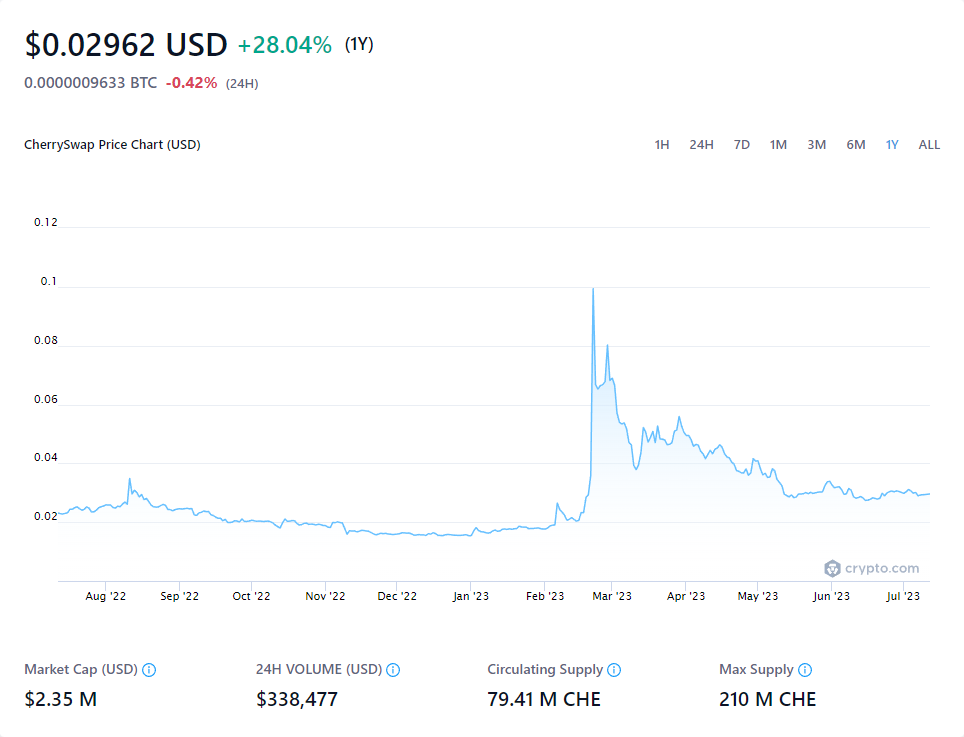 $0.02962 USD +28.04% (1Y)
0.0000009633 BTC -0.42% (24H)
CherrySwap Price Chart (USD) 1H 24H 7D 1M 3M 6M 1Y ALL
0.12
0.1
0.08
0.06
0.04
0.02
crypto.com
Aug '22 Sep '22 Oct '22 Nov '22 Dec '22 Jan '23 Feb '23 Mar '23 Apr '23 May '23 Jun '23 Jul '23
Market Cap (USD) 24H VOLUME (USD) Circulating Supply Max Supply
$2.35 M $338,477 79.41 M CHE 210 M CHE